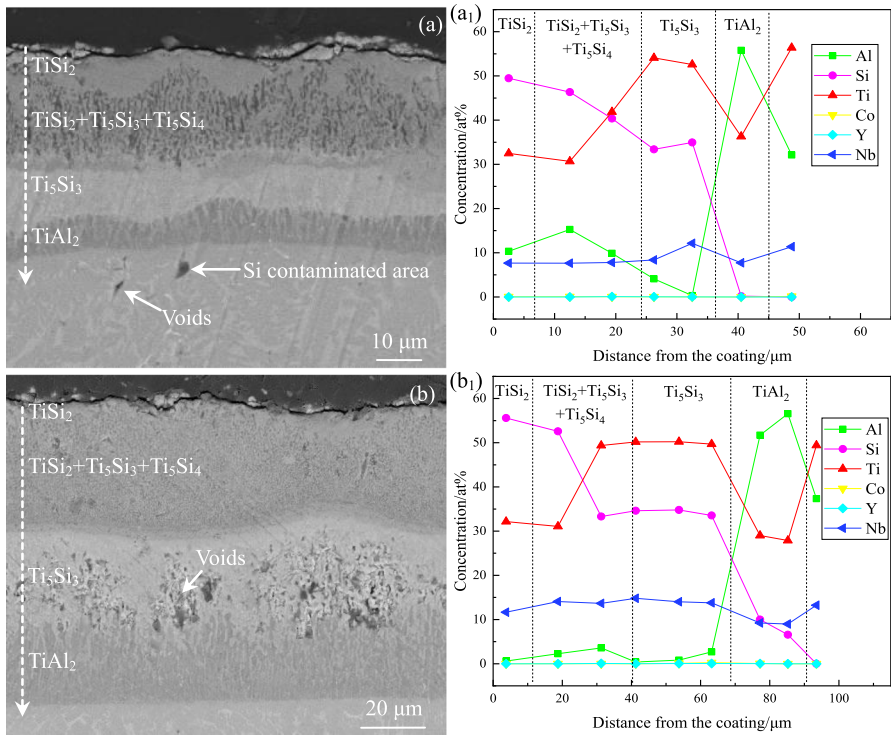 (a)
TiSi₂
TiSi₂+Ti₅Si₃+Ti₅Si₄
Ti₅Si₃
TiAl₂
Si contaminated area
Voids
10 μm
(a₁)
TiSi₂
TiSi₂+Ti₅Si₃
+Ti₅Si₄
Ti₅Si₃
TiAl₂
Al
Si
Ti
Co
Y
Nb
60
50
40
30
20
10
0
Concentration/at%
0 10 20 30 40 50 60
Distance from the coating/μm
(b)
TiSi₂
TiSi₂+Ti₅Si₃+Ti₅Si₄
Voids
Ti₅Si₃
TiAl₂
20 μm
(b₁)
TiSi₂
TiSi₂+Ti₅Si₃
+Ti₅Si₄
Ti₅Si₃
TiAl₂
Al
Si
Ti
Co
Y
Nb
60
50
40
30
20
10
0
Concentration/at%
0 20 40 60 80 100
Distance from the coating/μm